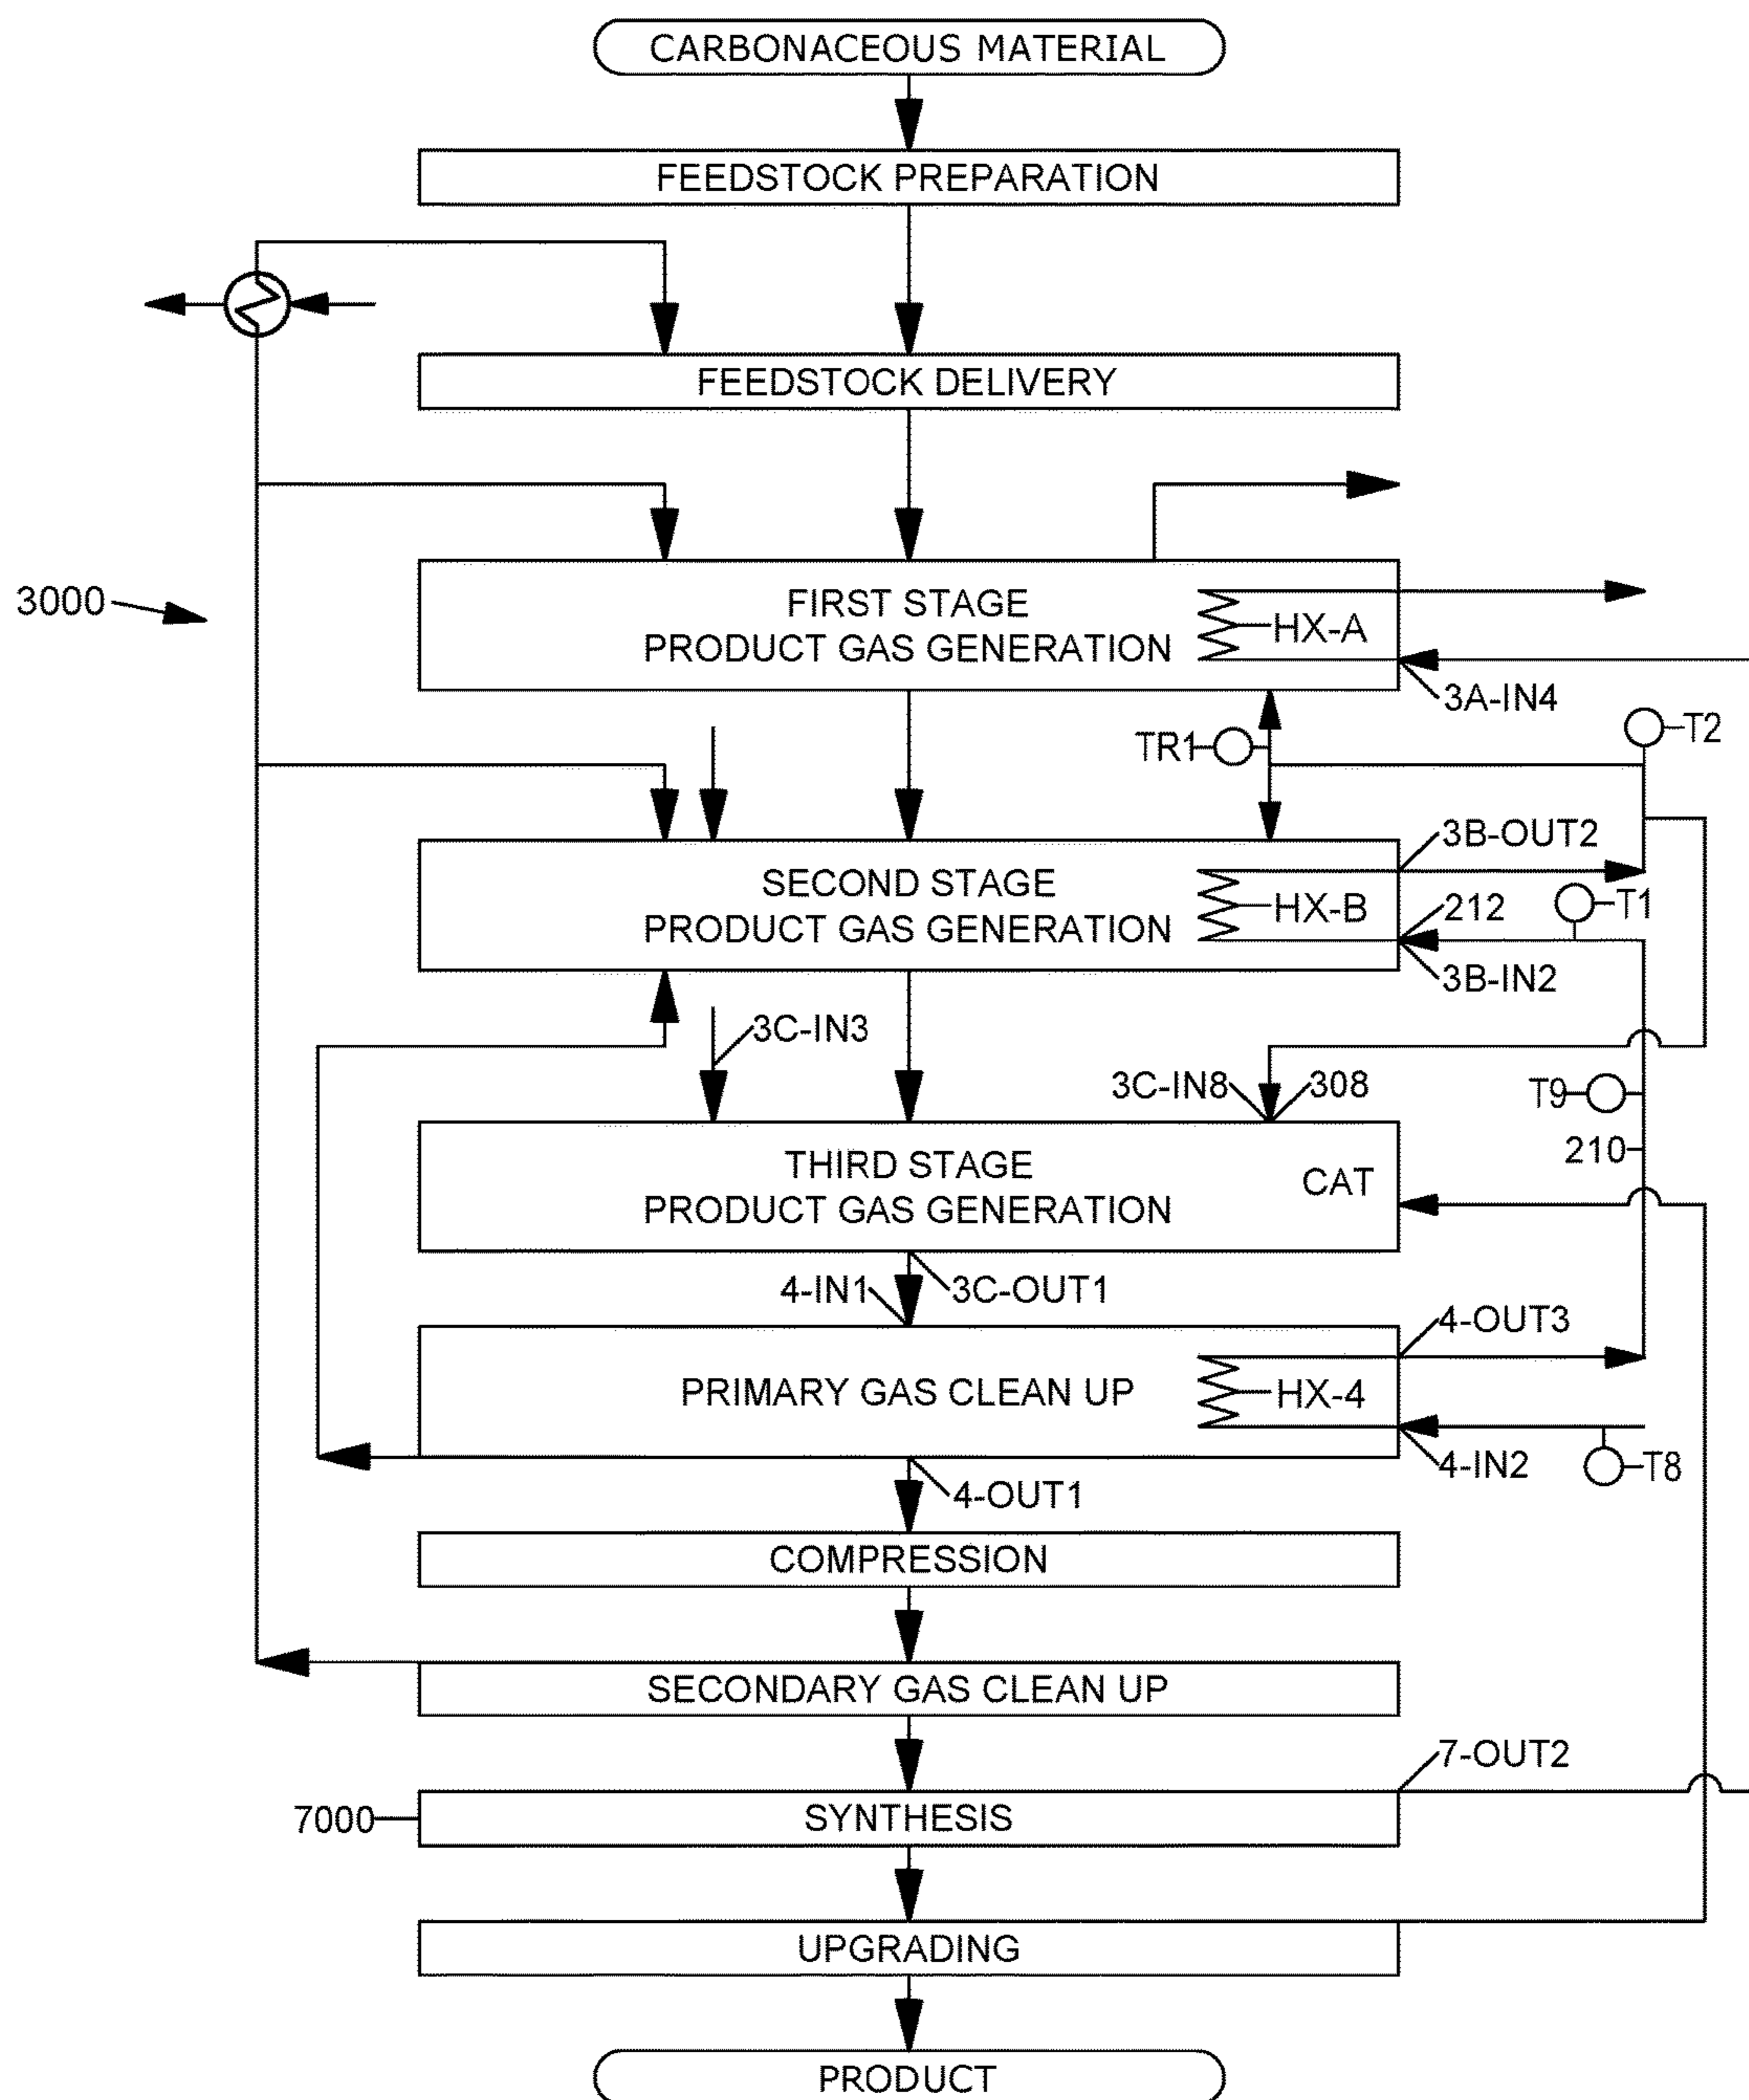 CARBONACEOUS MATERIAL
FEEDSTOCK PREPARATION
FEEDSTOCK DELIVERY
3000
FIRST STAGE
PRODUCT GAS GENERATION
HX-A
3A-IN4
TR1
T2
3B-OUT2
SECOND STAGE
PRODUCT GAS GENERATION
HX-B
212
T1
3B-IN2
3C-IN3
3C-IN8
308
T9
210
THIRD STAGE
PRODUCT GAS GENERATION
CAT
4-IN1
3C-OUT1
4-OUT3
PRIMARY GAS CLEAN UP
HX-4
4-IN2
T8
4-OUT1
COMPRESSION
SECONDARY GAS CLEAN UP
7-OUT2
7000
SYNTHESIS
UPGRADING
PRODUCT